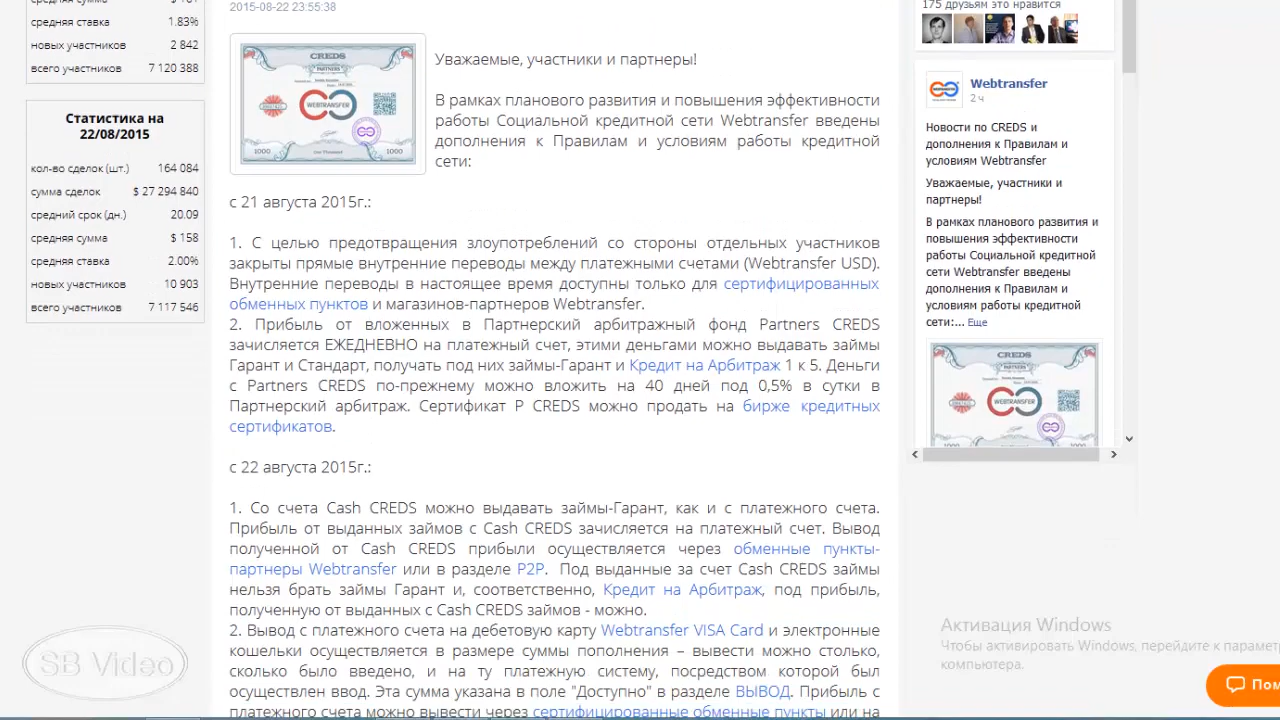 1.83%
новых участников 2 842
7 120 388
Статистика на
22/08/2015
кол-во сделок (шт.) 164 084
сумма сделок $ 27 294 840
средний срок (дн.) 20.09
средняя сумма $ 158
средняя ставка 2.00%
новых участников 10 903
всего участников 7 117 546
2015-08-22 23:55:38
CREDS
WEBTRANSFER
1000 1000
Уважаемые, участники и партнеры!
В рамках планового развития и повышения эффективности
работы Социальной кредитной сети Webtransfer введены
дополнения к Правилам и условиям работы кредитной
сети:
с 21 августа 2015г.:
1. С целью предотвращения злоупотреблений со стороны отдельных участников
закрыты прямые внутренние переводы между платежными счетами (Webtransfer USD).
Внутренние переводы в настоящее время доступны только для сертифицированных
обменных пунктов и магазинов-партнеров Webtransfer.
2. Прибыль от вложенных в Партнерский арбитражный фонд Partners CREDS
зачисляется ЕЖЕДНЕВНО на платежный счет, этими деньгами можно выдавать займы
Гарант и Стандарт, получать под них займы-Гарант и Кредит на Арбитраж 1 к 5. Деньги
с Partners CREDS по-прежнему можно вложить на 40 дней под 0,5% в сутки в
Партнерский арбитраж. Сертификат P CREDS можно продать на бирже кредитных
сертификатов.
с 22 августа 2015г.:
1. Со счета Cash CREDS можно выдавать займы-Гарант, как и с платежного счета.
Прибыль от выданных займов с Cash CREDS зачисляется на платежный счет. Вывод
полученной от Cash CREDS прибыли осуществляется через обменные пункты-
партнеры Webtransfer или в разделе P2P. Под выданные за счет Cash CREDS займы
нельзя брать займы Гарант и, соответственно, Кредит на Арбитраж, под прибыль,
полученную от выданных с Cash CREDS займов - можно.
2. Вывод с платежного счета на дебетовую карту Webtransfer VISA Card и электронные
кошельки осуществляется в размере суммы пополнения – вывести можно столько,
сколько было введено, и на ту платежную систему, посредством которой был
осуществлен ввод. Эта сумма указана в поле "Доступно" в разделе ВЫВОД. Прибыль с
платежного счета можно вывести через сертифицированные обменные пункты или на
175 друзьям это нравится
Webtransfer
2 ч
Новости по CREDS и
дополнения к Правилам и
условиям Webtransfer
Уважаемые, участники и
партнеры!
В рамках планового развития и
повышения эффективности
работы Социальной кредитной
сети Webtransfer введены
дополнения к Правилам и
условиям работы кредитной
сети:... Еще
CREDS
WEBTRANSFER
Активация Windows
Чтобы активировать Windows, перейдите к
компьютера.
SB Video